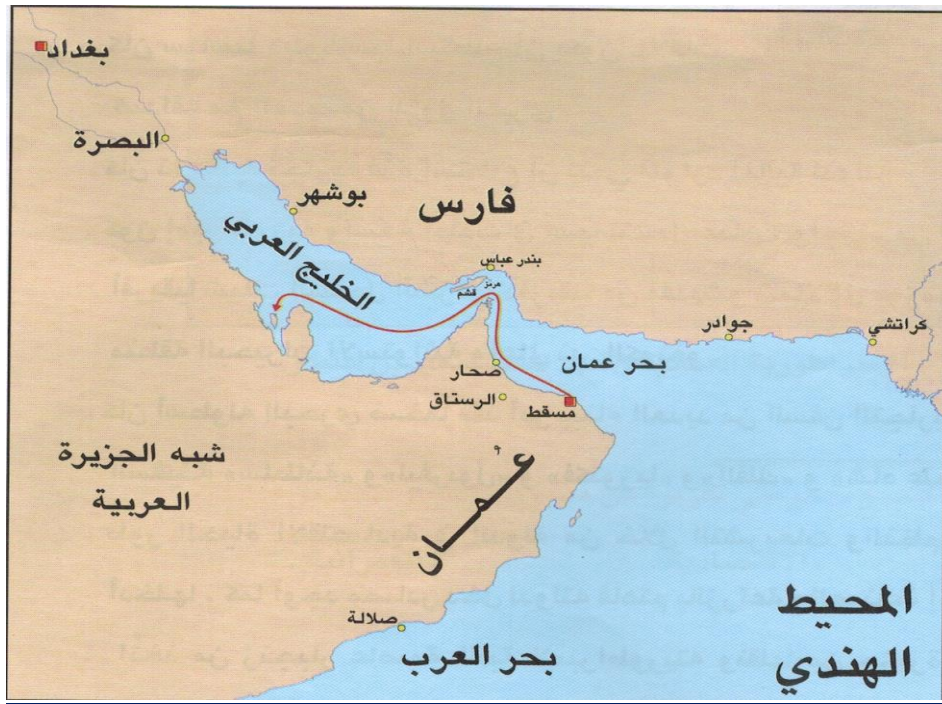 بغداد
البصرة
بوشهر
فارس
الخليج العربي
بندر عباس
هرمز
قشم
جوادر
كراتشي
بحر عمان
صحار
الرستاق
مسقط
شبه الجزيرة
العربية
عُمان
صلالة
بحر العرب
المحيط
الهندي